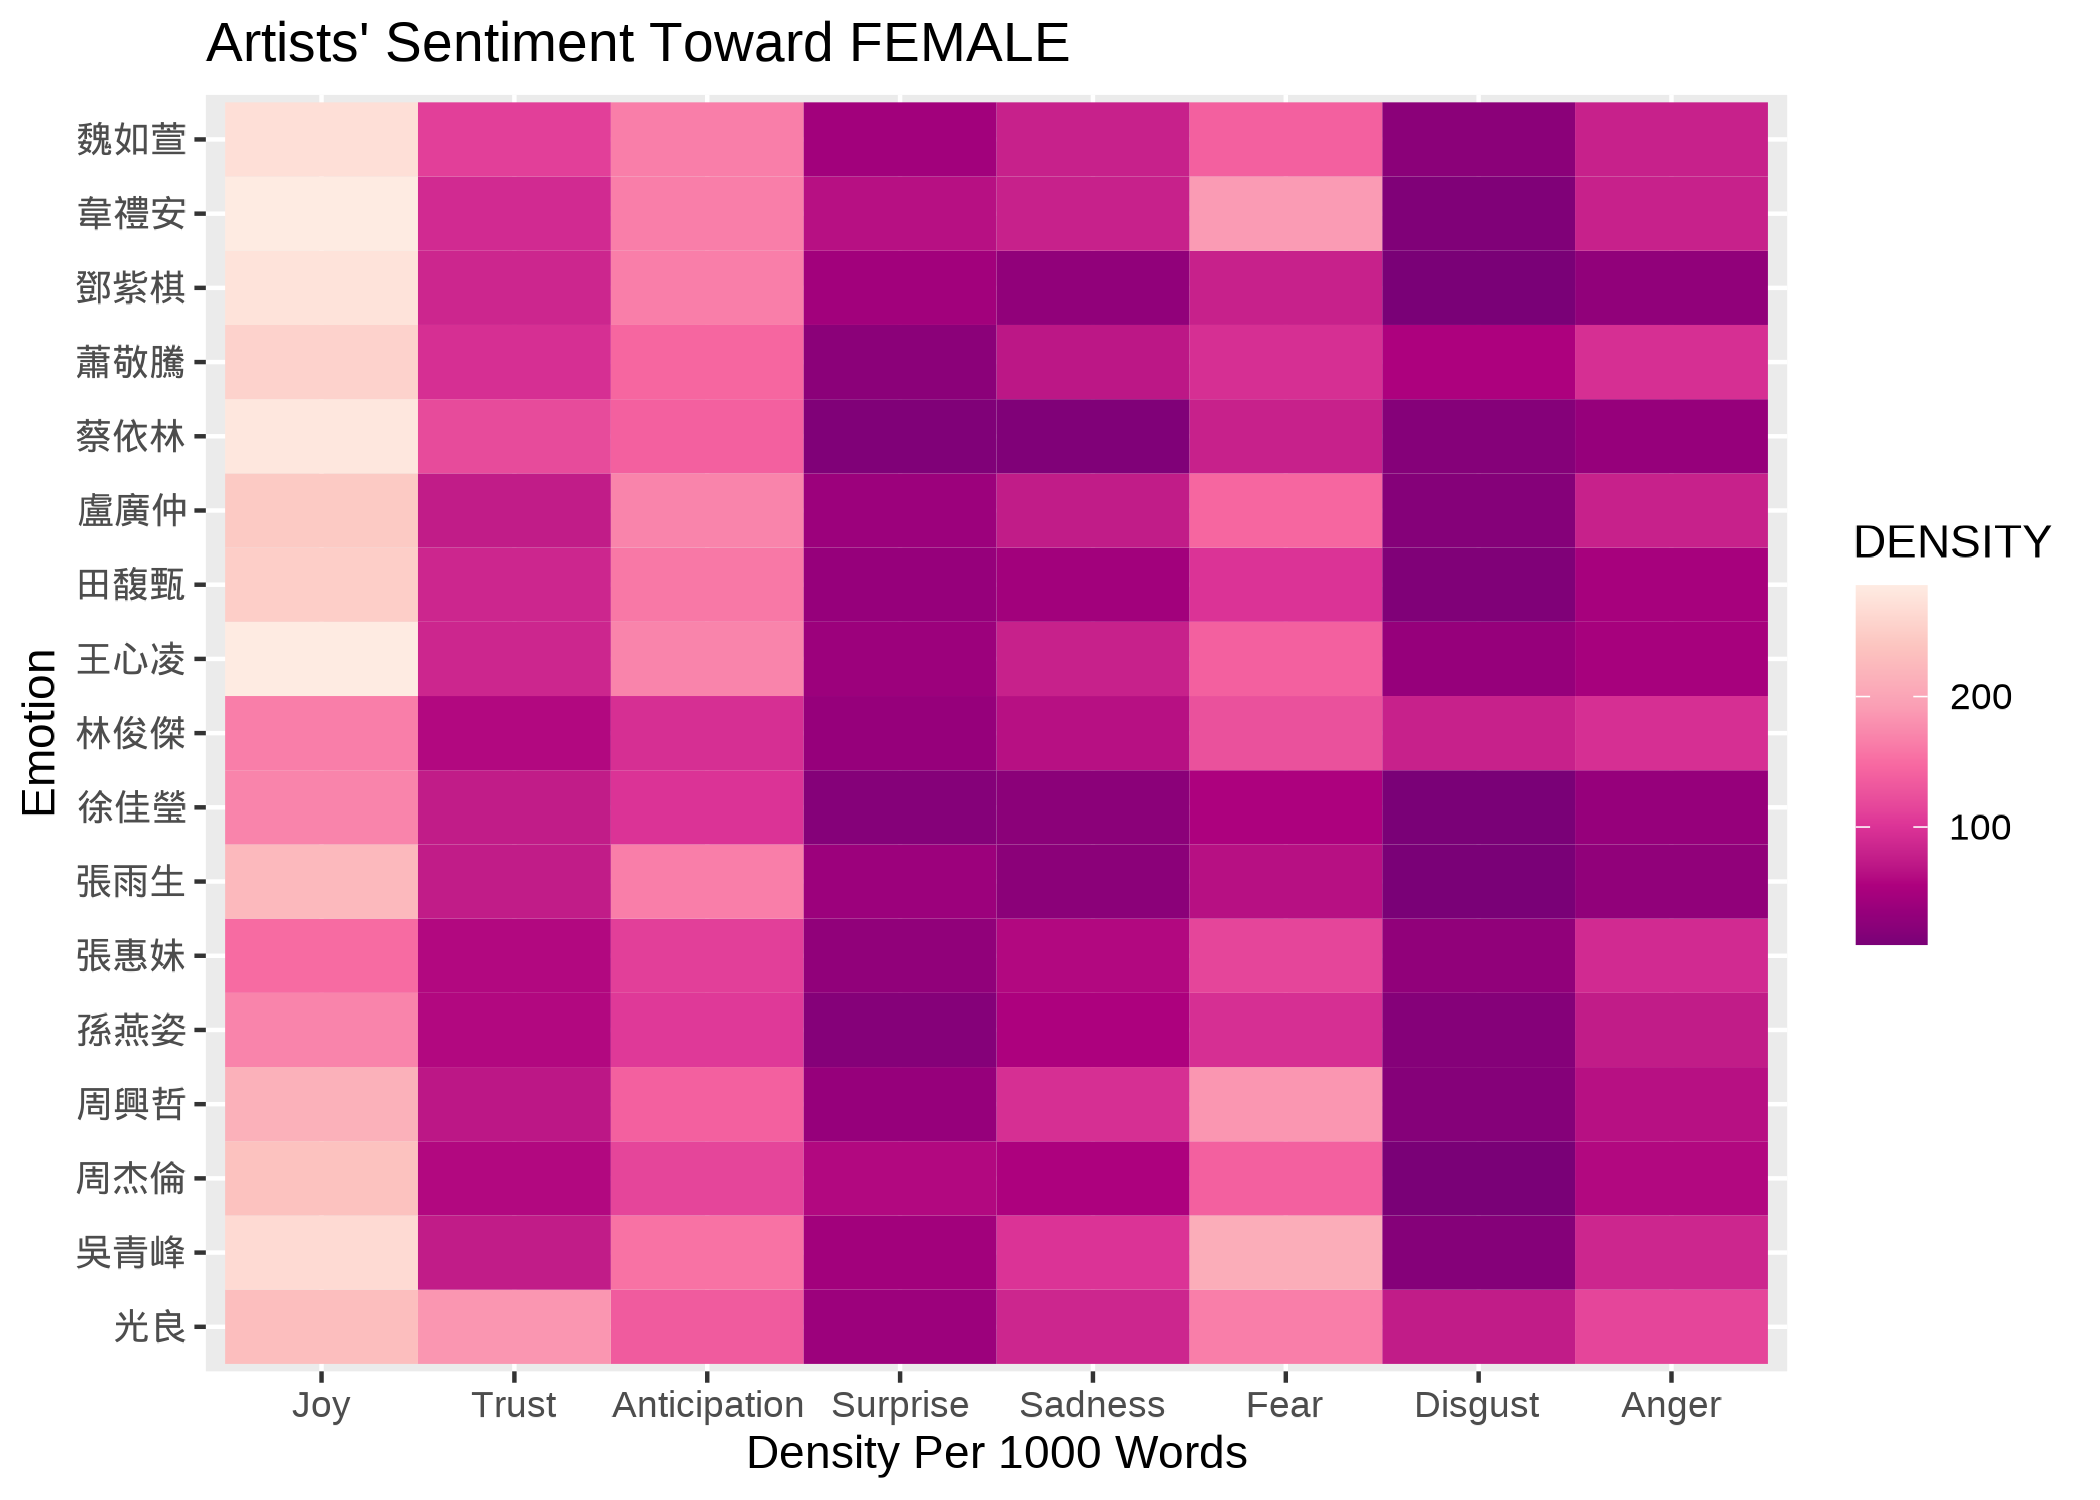 Artists' Sentiment Toward FEMALE
魏如萱
韋禮安
鄧紫棋
蕭敬騰
蔡依林
盧廣仲
田馥甄
王心凌
林俊傑
徐佳瑩
張雨生
張惠妹
孫燕姿
周興哲
周杰倫
吳青峰
光良
Emotion
Joy Trust Anticipation Surprise Sadness Fear Disgust Anger
Density Per 1000 Words
DENSITY
200
100